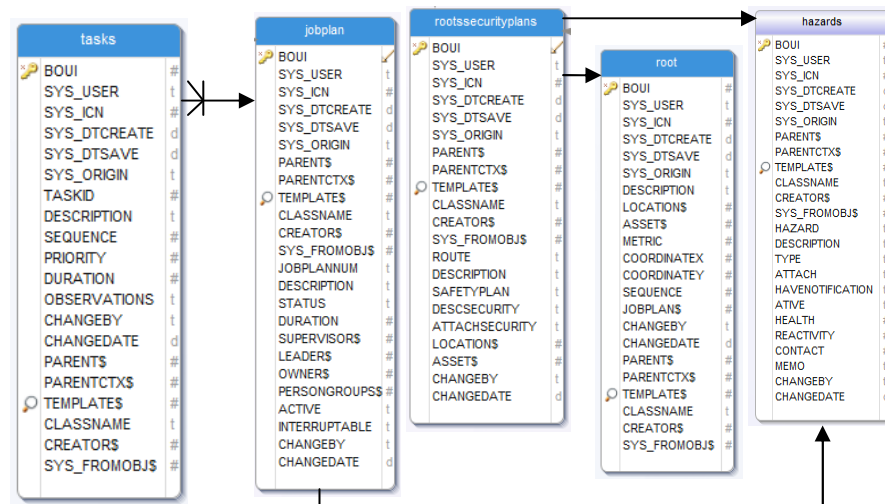 tasks
BOUI #
SYS_USER t
SYS_ICN #
SYS_DTCREATE d
SYS_DTSAVE d
SYS_ORIGIN t
TASKID #
DESCRIPTION t
SEQUENCE #
PRIORITY #
DURATION #
OBSERVATIONS t
CHANGEBY t
CHANGEDATE d
PARENT$ #
PARENTCTX$ #
TEMPLATE$ #
CLASSNAME t
CREATOR$ #
SYS_FROMOBJ$ #
jobplan
BOUI
SYS_USER t
SYS_ICN #
SYS_DTCREATE d
SYS_DTSAVE d
SYS_ORIGIN t
PARENT$ #
PARENTCTX$ #
TEMPLATE$ #
CLASSNAME t
CREATOR$ #
SYS_FROMOBJ$ #
JOBPLANNUM t
DESCRIPTION t
STATUS t
DURATION #
SUPERVISOR$ #
LEADER$ #
OWNER$ #
PERSONGROUPS$ #
ACTIVE t
INTERRUPTABLE t
CHANGEBY t
CHANGEDATE d
rootssecurityplans
BOUI
SYS_USER t
SYS_ICN #
SYS_DTCREATE d
SYS_DTSAVE d
SYS_ORIGIN t
PARENT$ #
PARENTCTX$ #
TEMPLATE$ #
CLASSNAME t
CREATOR$ #
SYS_FROMOBJ$ #
ROUTE t
DESCRIPTION t
SAFETYPLAN t
DESCSECURITY t
ATTACHSECURITY t
LOCATION$ #
ASSET$ #
CHANGEBY t
CHANGEDATE d
root
BOUI #
SYS_USER t
SYS_ICN #
SYS_DTCREATE d
SYS_DTSAVE d
SYS_ORIGIN t
DESCRIPTION t
LOCATION$ #
ASSET$ #
METRIC #
COORDINATEX #
COORDINATEY #
SEQUENCE #
JOBPLAN$ #
CHANGEBY t
CHANGEDATE d
PARENT$ #
PARENTCTX$ #
TEMPLATE$ #
CLASSNAME t
CREATOR$ #
SYS_FROMOBJ$ #
hazards
BOUI
SYS_USER
SYS_ICN
SYS_DTCREATE
SYS_DTSAVE
SYS_ORIGIN
PARENT$
PARENTCTX$
TEMPLATE$
CLASSNAME
CREATOR$
SYS_FROMOBJ$
HAZARD
DESCRIPTION
TYPE
ATTACH
HAVENOTIFICATION
ATIVE
HEALTH
REACTIVITY
CONTACT
MEMO
CHANGEBY
CHANGEDATE